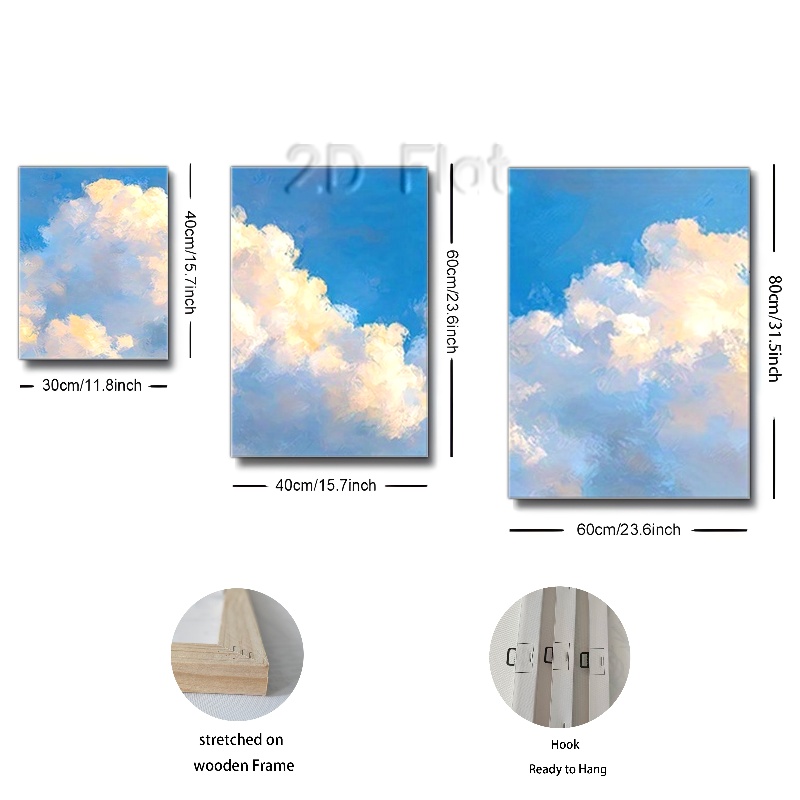 2D Flat
40cm/15.7inch
30cm/11.8inch
60cm/23.6inch
40cm/15.7inch
80cm/31.5inch
60cm/23.6inch
stretched on
wooden Frame
Hook
Ready to Hang